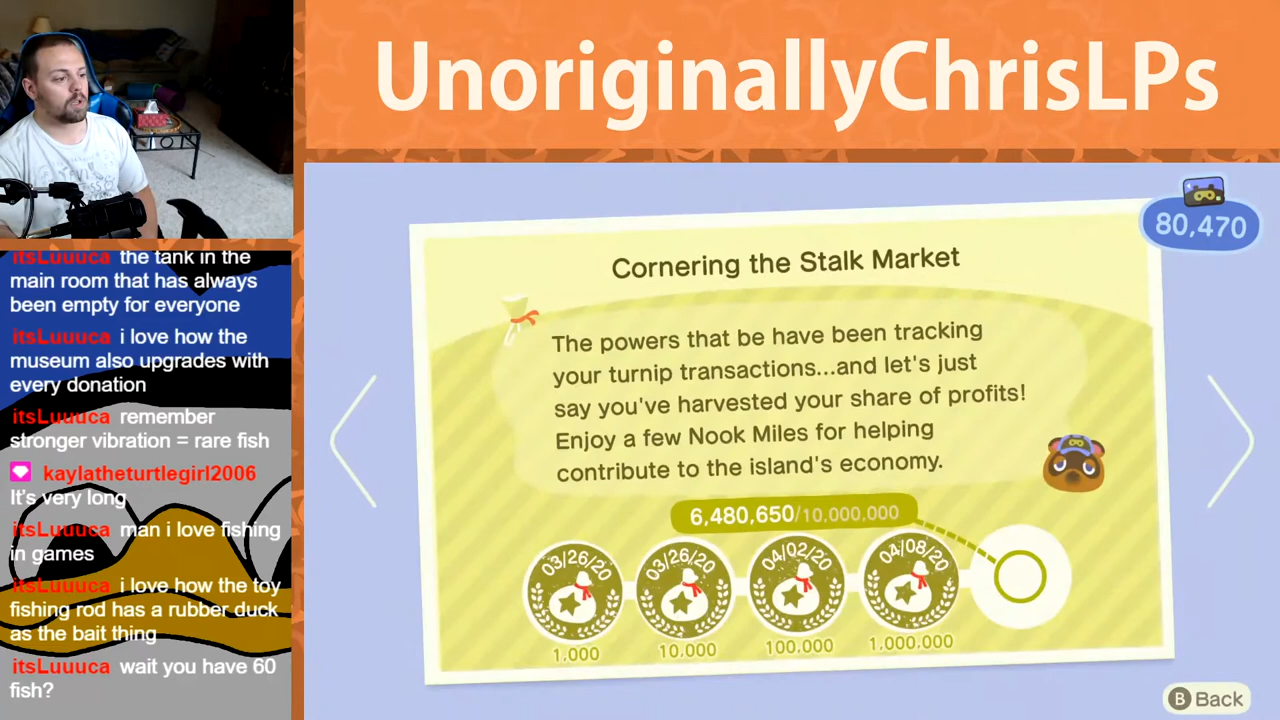 UnoriginallyChrisLPs
80,470
Cornering the Stalk Market
The powers that be have been tracking
your turnip transactions...and let's just
say you've harvested your share of profits!
Enjoy a few Nook Miles for helping
contribute to the island's economy.
6,480,650/10,000,000
03/26/20 03/26/20 04/02/20 04/08/20
1,000 10,000 100,000 1,000,000
B Back
itsLuuuca the tank in the
main room that has always
been empty for everyone
itsLuuuca i love how the
museum also upgrades with
every donation
itsLuuuca remember
stronger vibration = rare fish
kaylatheturtlegirl2006
It's very long
itsLuuuca man i love fishing
in games
itsLuuuca i love how the toy
fishing rod has a rubber duck
as the bait thing
itsLuuuca wait you have 60
fish?